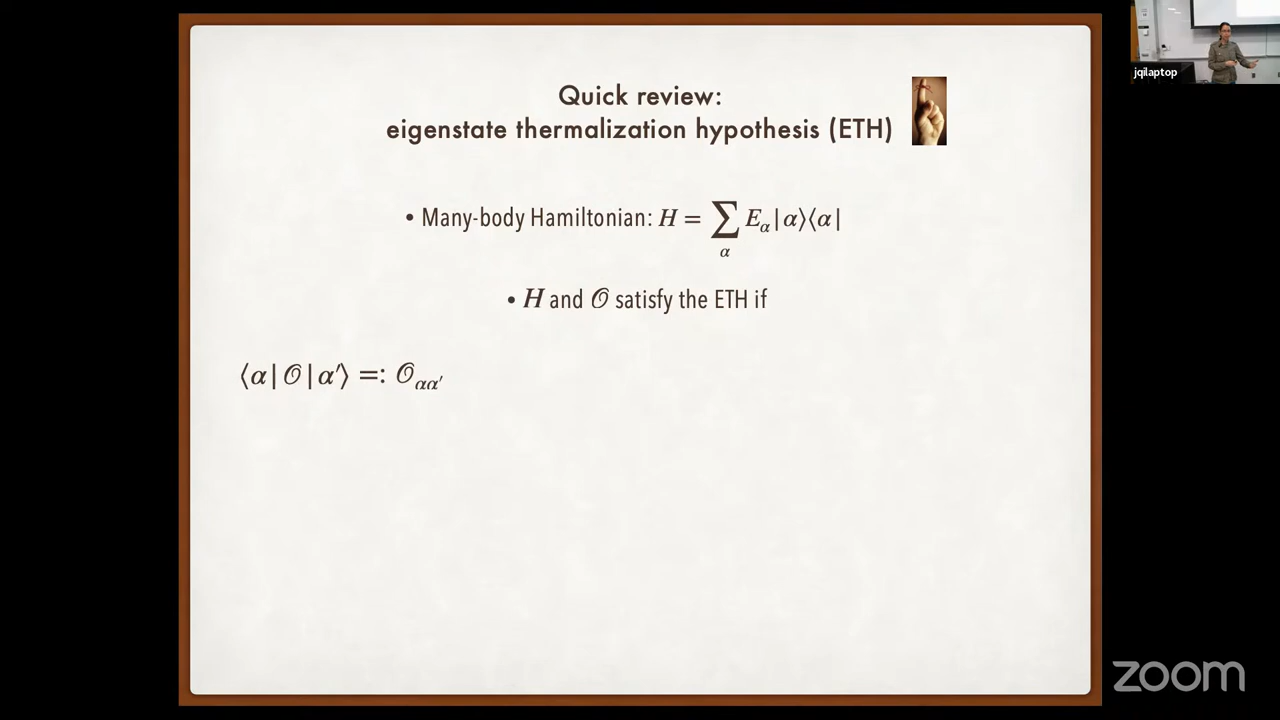 Quick review:
eigenstate thermalization hypothesis (ETH)
• Many-body Hamiltonian: H = ∑_α E_α |α⟩⟨α|
• H and 𝒪 satisfy the ETH if
⟨α|𝒪|α′⟩ =: 𝒪_αα′
jqilaptop
zoom